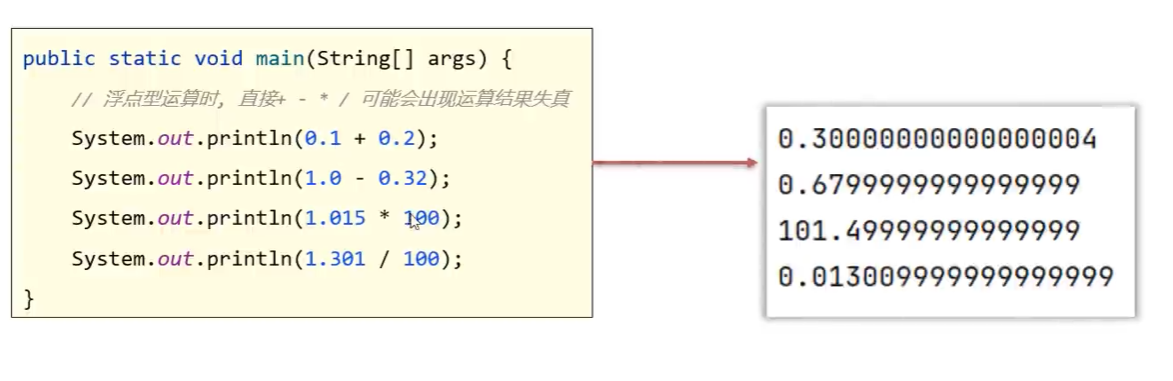 public static void main(String[] args) {
// 浮点型运算时, 直接+ - * / 可能会出现运算结果失真
System.out.println(0.1 + 0.2);
System.out.println(1.0 - 0.32);
System.out.println(1.015 * 100);
System.out.println(1.301 / 100);
}
0.30000000000000004
0.6799999999999999
101.49999999999999
0.013009999999999999